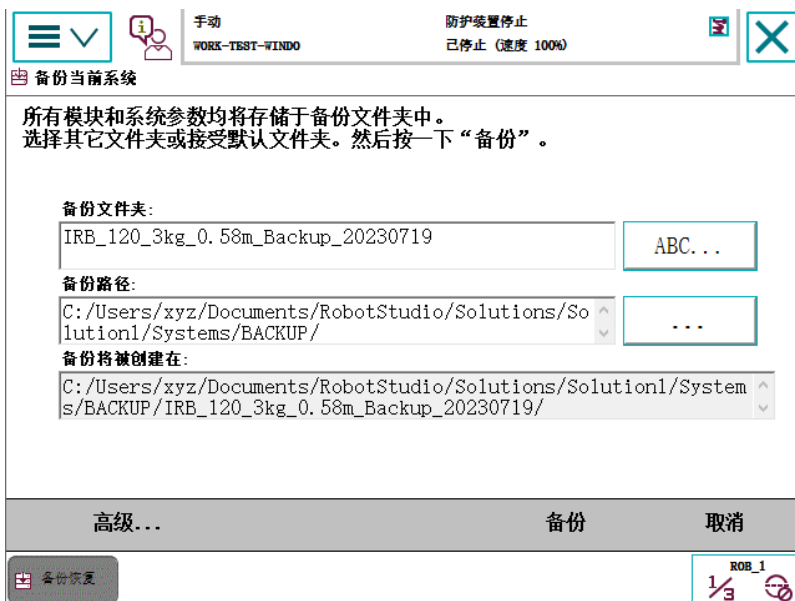 手动
防护装置停止
WORK-TEST-WINDO
已停止 (速度 100%)
备份当前系统
所有模块和系统参数均将存储于备份文件夹中。
选择其它文件夹或接受默认文件夹。然后按一下“备份”。
备份文件夹:
IRB_120_3kg_0.58m_Backup_20230719
ABC...
备份路径:
C:/Users/xyz/Documents/RobotStudio/Solutions/So
lution1/Systems/BACKUP/
...
备份将被创建在:
C:/Users/xyz/Documents/RobotStudio/Solutions/Solution1/System
s/BACKUP/IRB_120_3kg_0.58m_Backup_20230719/
高级...
备份
取消
备份恢复
ROB_1
1/3